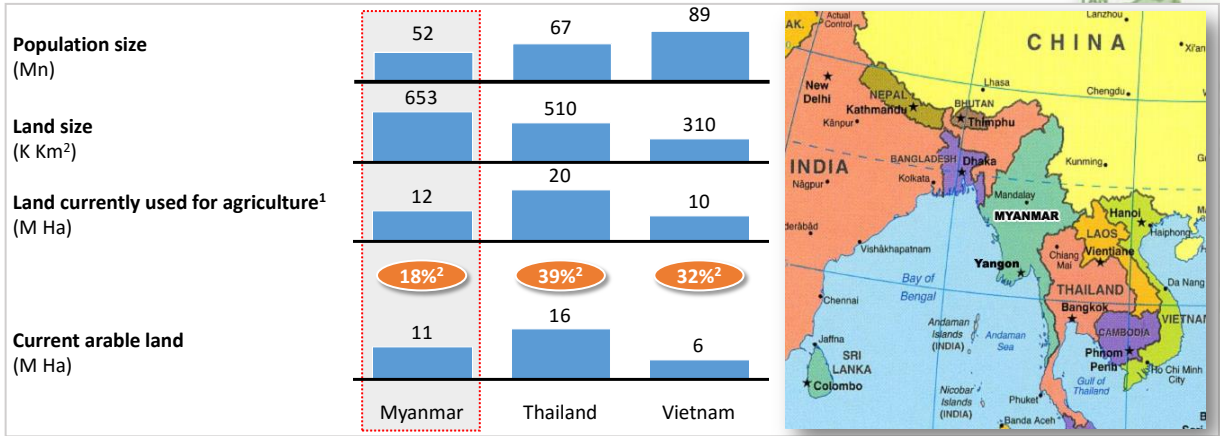 Population size
(Mn)
52
67
89
Land size
(K Km²)
653
510
310
Land currently used for agriculture¹
(M Ha)
12
20
10
18%²
39%²
32%²
Current arable land
(M Ha)
11
16
6
Myanmar
Thailand
Vietnam
AK.
Actual
Control
Lanzhou
Xi'an
CHINA
New
Delhi
Lhasa
Chengdu
NEPAL
Kathmandu
BHUTAN
Thimphu
Kānpur
INDIA
BANGLADESH
Dhaka
Kunming
Nāgpur
Kolkata
Mandalay
MYANMAR
Hanoi
Haiphong
LAOS
derābād
Vishākhapatnam
Chiang
Mai
Vientiane
Yangon
Bay of
Bengal
THAILAND
Da Nang
Chennai
Bangkok
VIETNAM
Andaman
Islands
(INDIA)
Andaman
Sea
CAMBODIA
Jaffna
SRI
LANKA
Phnom
Penh
Ho Chi Minh
City
Colombo
Nicobar
Islands
(INDIA)
Gulf of
Thailand
Phuket
Banda Aceh